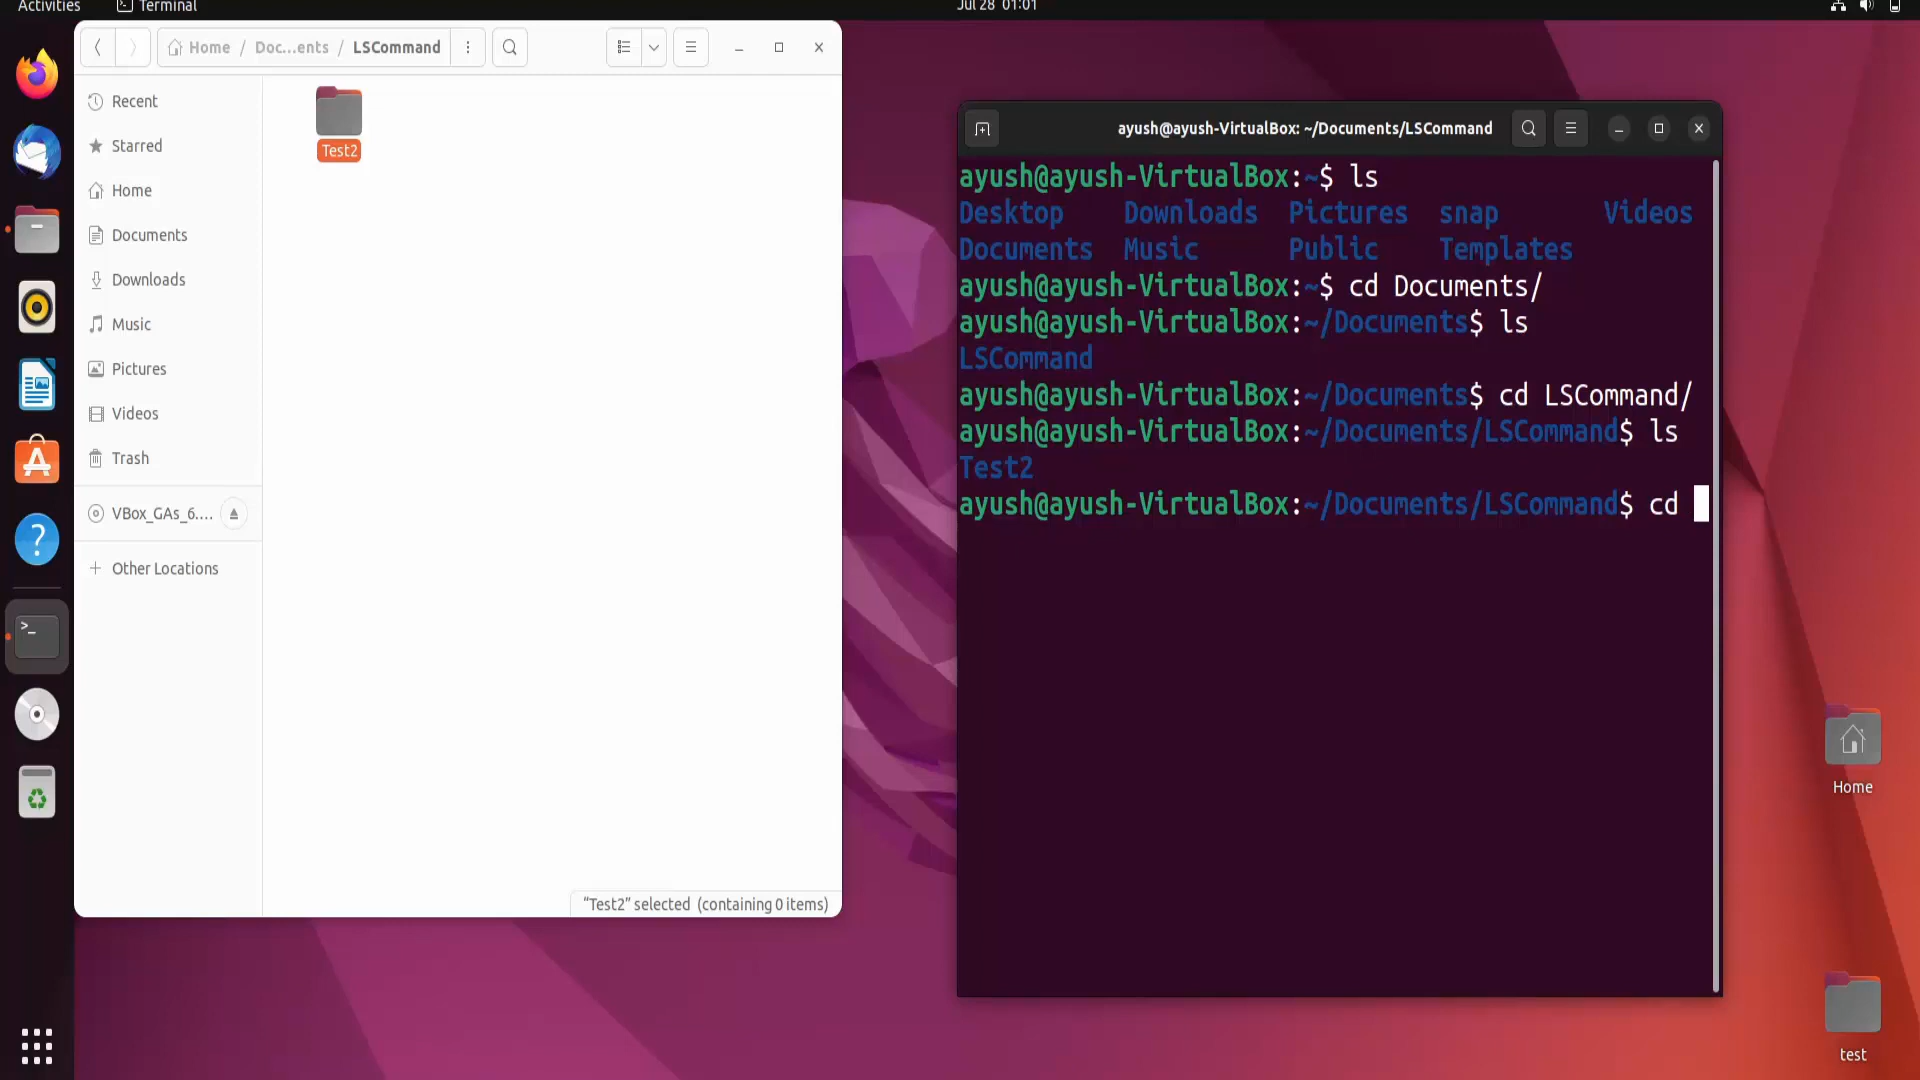 Activities
Terminal
Jul 28 01:01
Home / Doc...ents / LSCommand
Recent
Starred
Home
Documents
Downloads
Music
Pictures
Videos
Trash
VBox_GAs_6....
Other Locations
Test2
"Test2" selected (containing 0 items)
ayush@ayush-VirtualBox: ~/Documents/LSCommand
ayush@ayush-VirtualBox:~$ ls
Desktop Downloads Pictures snap Videos
Documents Music Public Templates
ayush@ayush-VirtualBox:~$ cd Documents/
ayush@ayush-VirtualBox:~/Documents$ ls
LSCommand
ayush@ayush-VirtualBox:~/Documents$ cd LSCommand/
ayush@ayush-VirtualBox:~/Documents/LSCommand$ ls
Test2
ayush@ayush-VirtualBox:~/Documents/LSCommand$ cd
Home
test